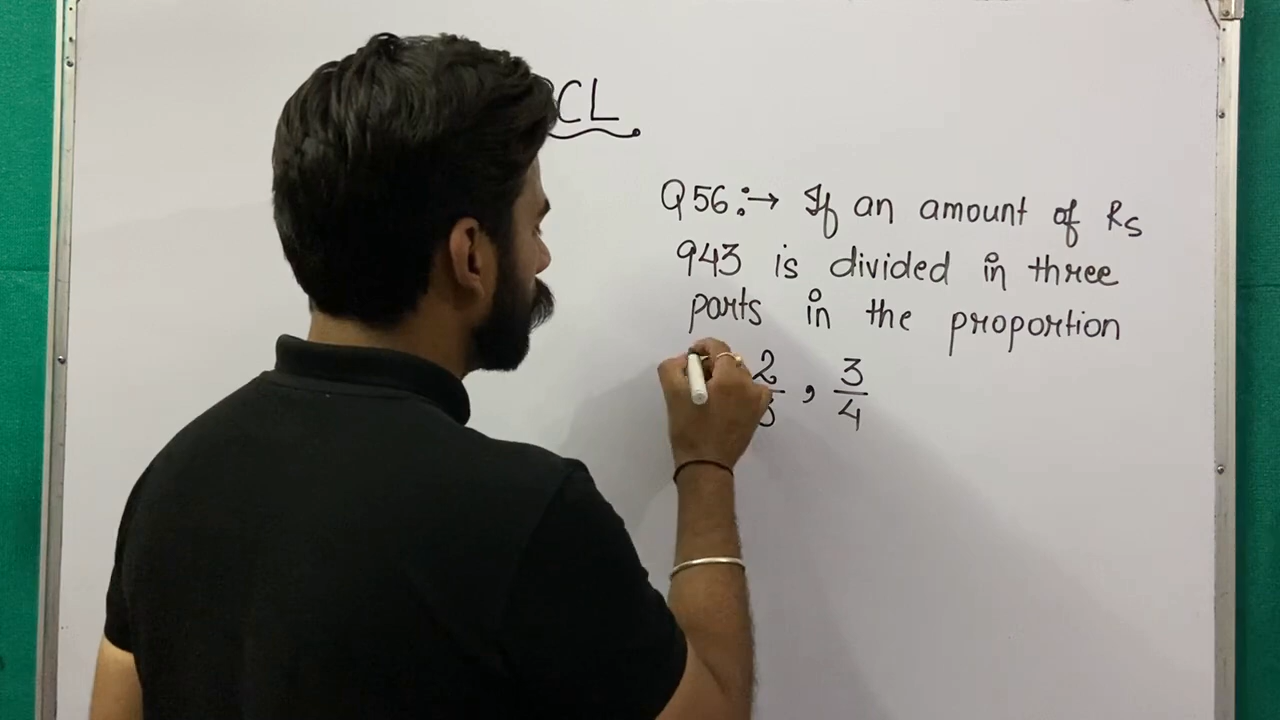 CL
Q56:→ If an amount of Rs
943 is divided in three
parts in the proportion
2/3 , 3/4